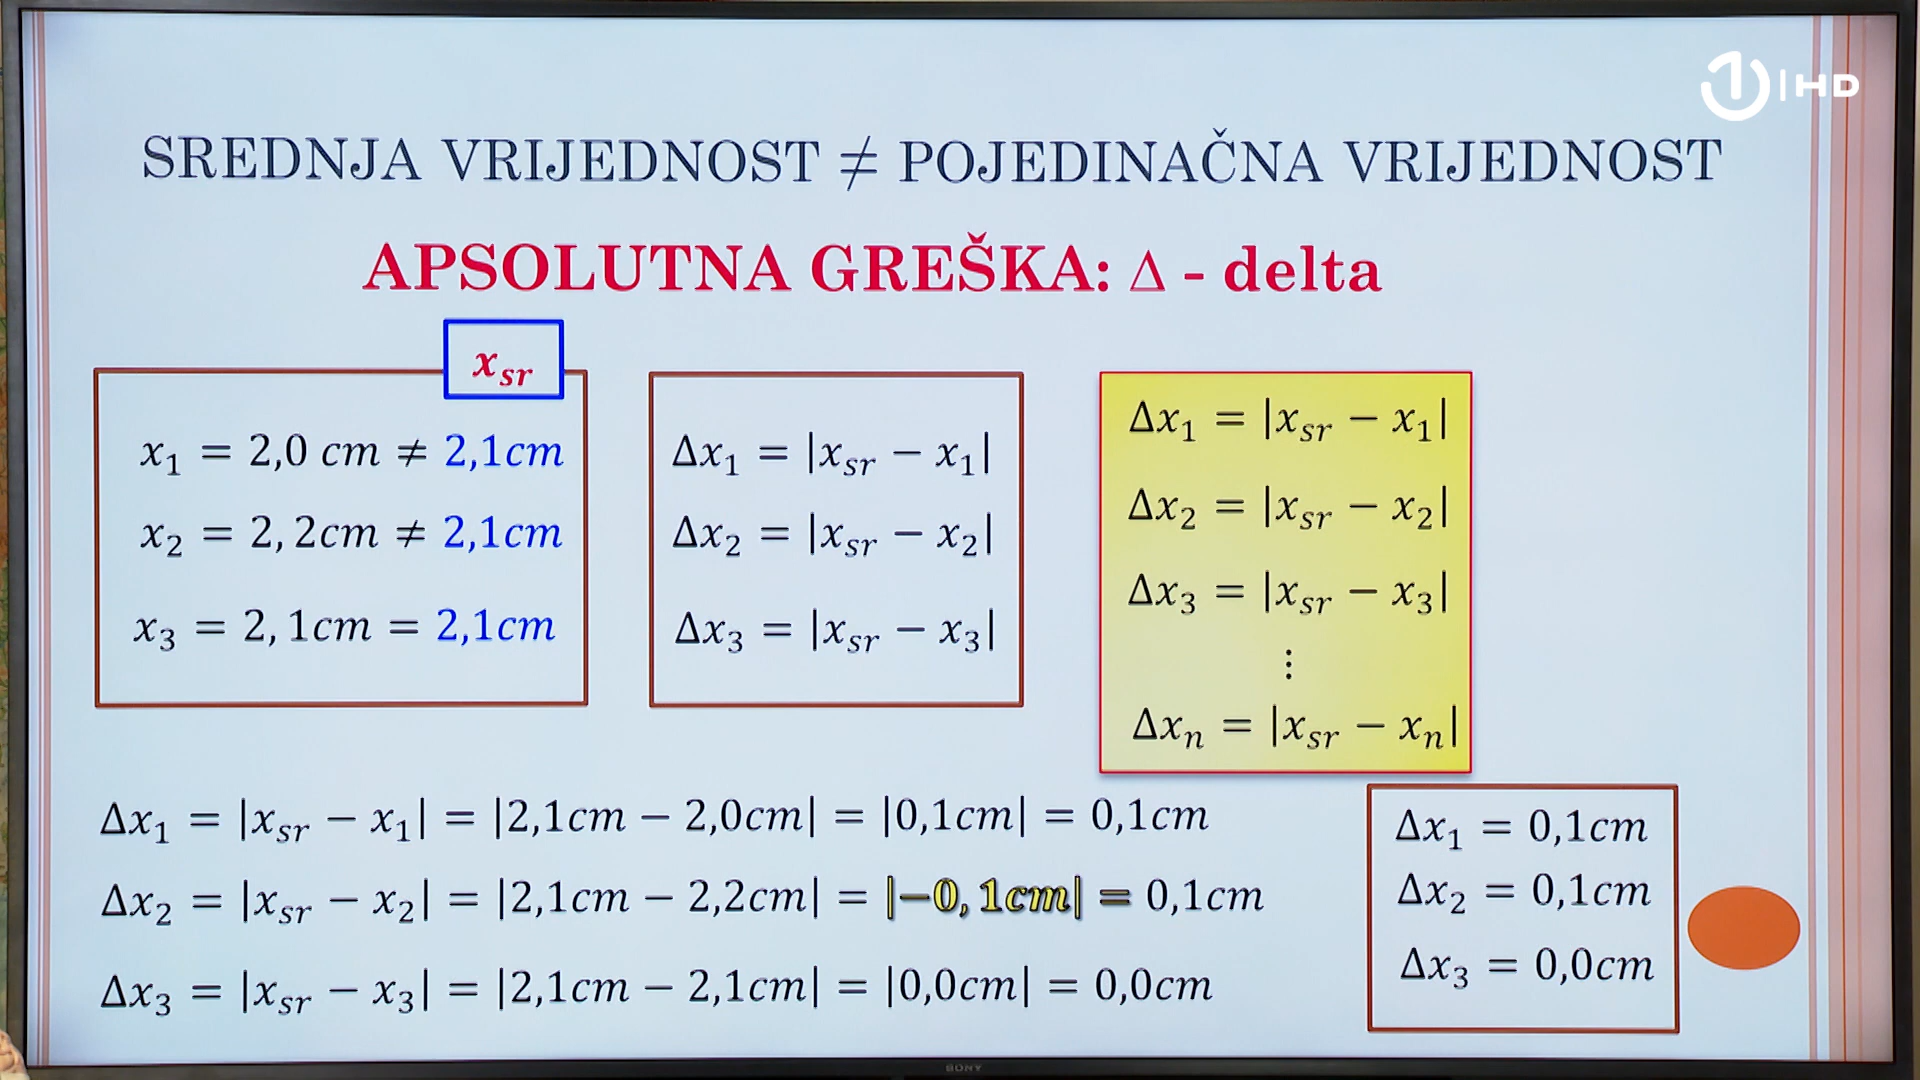 1 | HD
SREDNJA VRIJEDNOST ≠ POJEDINAČNA VRIJEDNOST
APSOLUTNA GREŠKA: Δ - delta
x_sr
x_1 = 2,0 cm ≠ 2,1cm
x_2 = 2, 2cm ≠ 2,1cm
x_3 = 2, 1cm = 2,1cm
Δx_1 = |x_sr − x_1|
Δx_2 = |x_sr − x_2|
Δx_3 = |x_sr − x_3|
Δx_1 = |x_sr − x_1|
Δx_2 = |x_sr − x_2|
Δx_3 = |x_sr − x_3|
⋮
Δx_n = |x_sr − x_n|
Δx_1 = |x_sr − x_1| = |2,1cm − 2,0cm| = |0,1cm| = 0,1cm
Δx_2 = |x_sr − x_2| = |2,1cm − 2,2cm| = |−0, 1cm| = 0,1cm
Δx_3 = |x_sr − x_3| = |2,1cm − 2,1cm| = |0,0cm| = 0,0cm
Δx_1 = 0,1cm
Δx_2 = 0,1cm
Δx_3 = 0,0cm
SONY